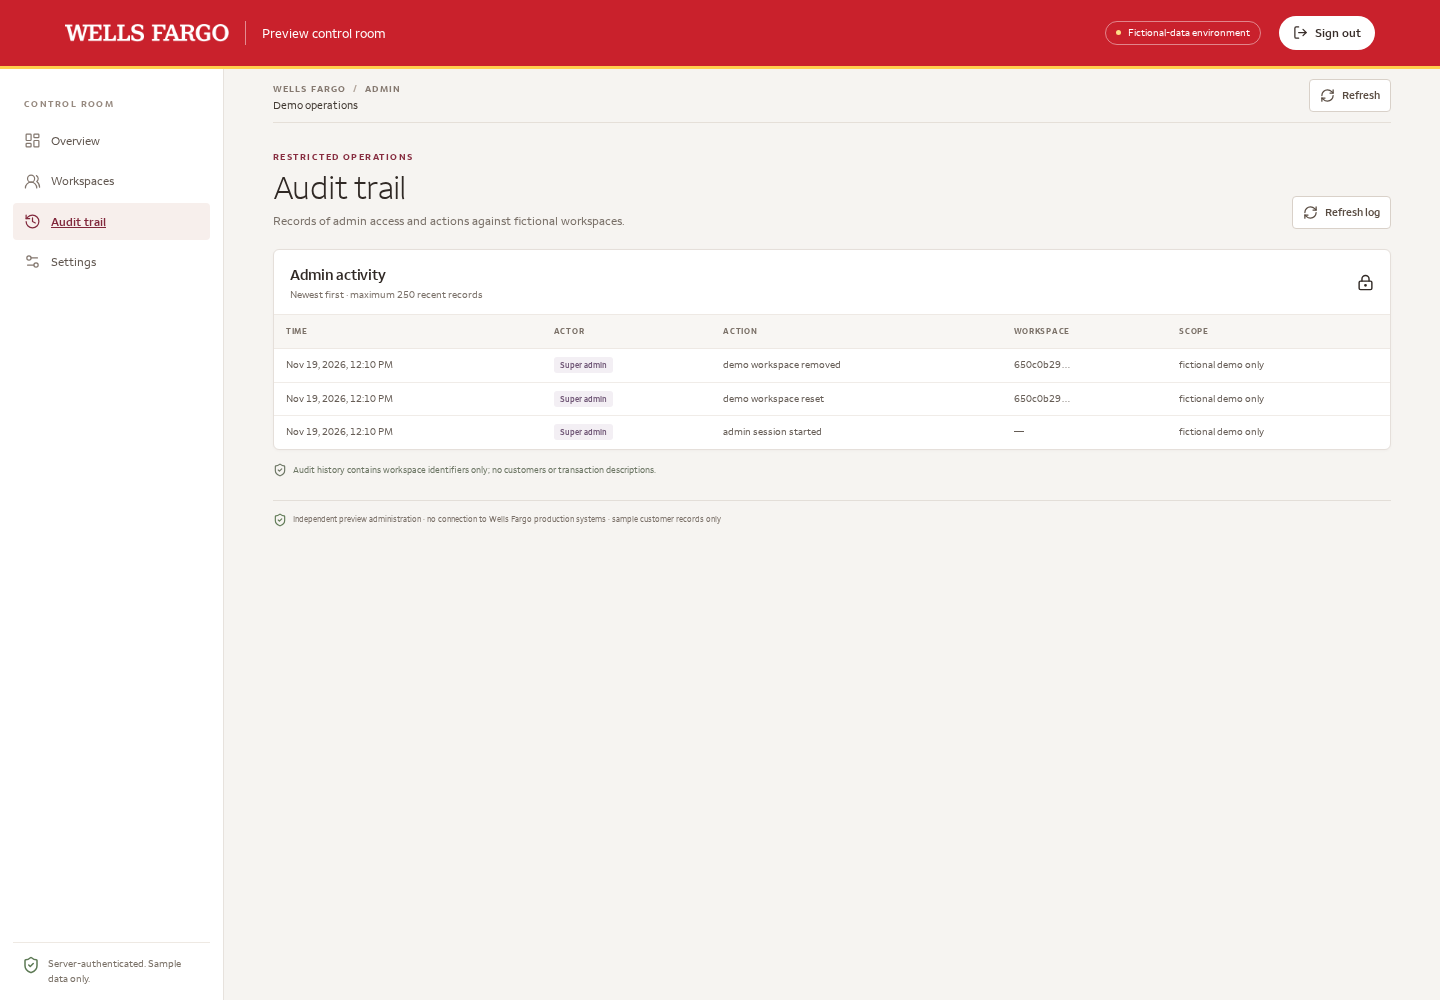 WELLS FARGO
Preview control room
Fictional-data environment
Sign out
CONTROL ROOM
Overview
Workspaces
Audit trail
Settings
Server-authenticated. Sample
data only.
WELLS FARGO / ADMIN
Demo operations
Refresh
RESTRICTED OPERATIONS
Audit trail
Records of admin access and actions against fictional workspaces.
Refresh log
Admin activity
Newest first · maximum 250 recent records
TIME ACTOR ACTION WORKSPACE SCOPE
Nov 19, 2026, 12:10 PM Super admin demo workspace removed 650c0b29… fictional demo only
Nov 19, 2026, 12:10 PM Super admin demo workspace reset 650c0b29… fictional demo only
Nov 19, 2026, 12:10 PM Super admin admin session started — fictional demo only
Audit history contains workspace identifiers only; no customers or transaction descriptions.
Independent preview administration · no connection to Wells Fargo production systems · sample customer records only